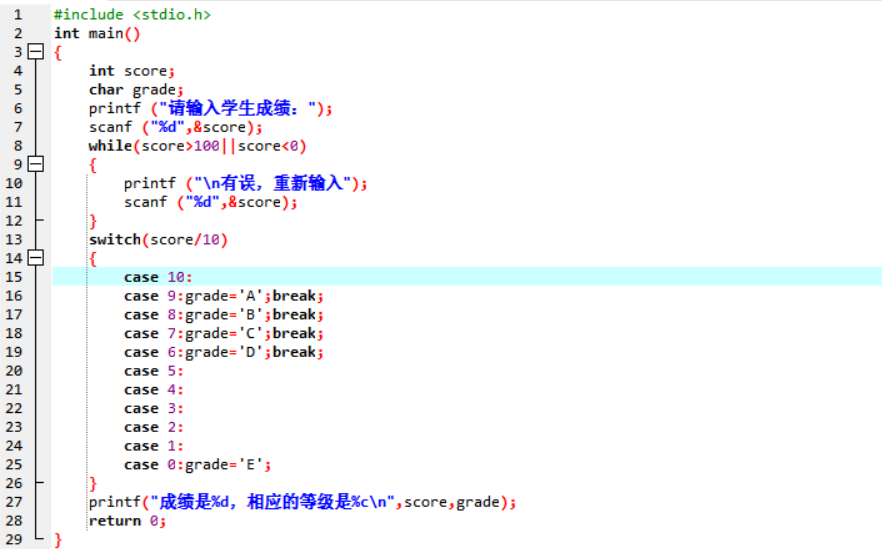 1 #include <stdio.h>
2 int main()
3 {
4 int score;
5 char grade;
6 printf ("请输入学生成绩：");
7 scanf ("%d",&score);
8 while(score>100||score<0)
9 {
10 printf ("\n有误，重新输入");
11 scanf ("%d",&score);
12 }
13 switch(score/10)
14 {
15 case 10:
16 case 9:grade='A';break;
17 case 8:grade='B';break;
18 case 7:grade='C';break;
19 case 6:grade='D';break;
20 case 5:
21 case 4:
22 case 3:
23 case 2:
24 case 1:
25 case 0:grade='E';
26 }
27 printf("成绩是%d，相应的等级是%c\n",score,grade);
28 return 0;
29 }